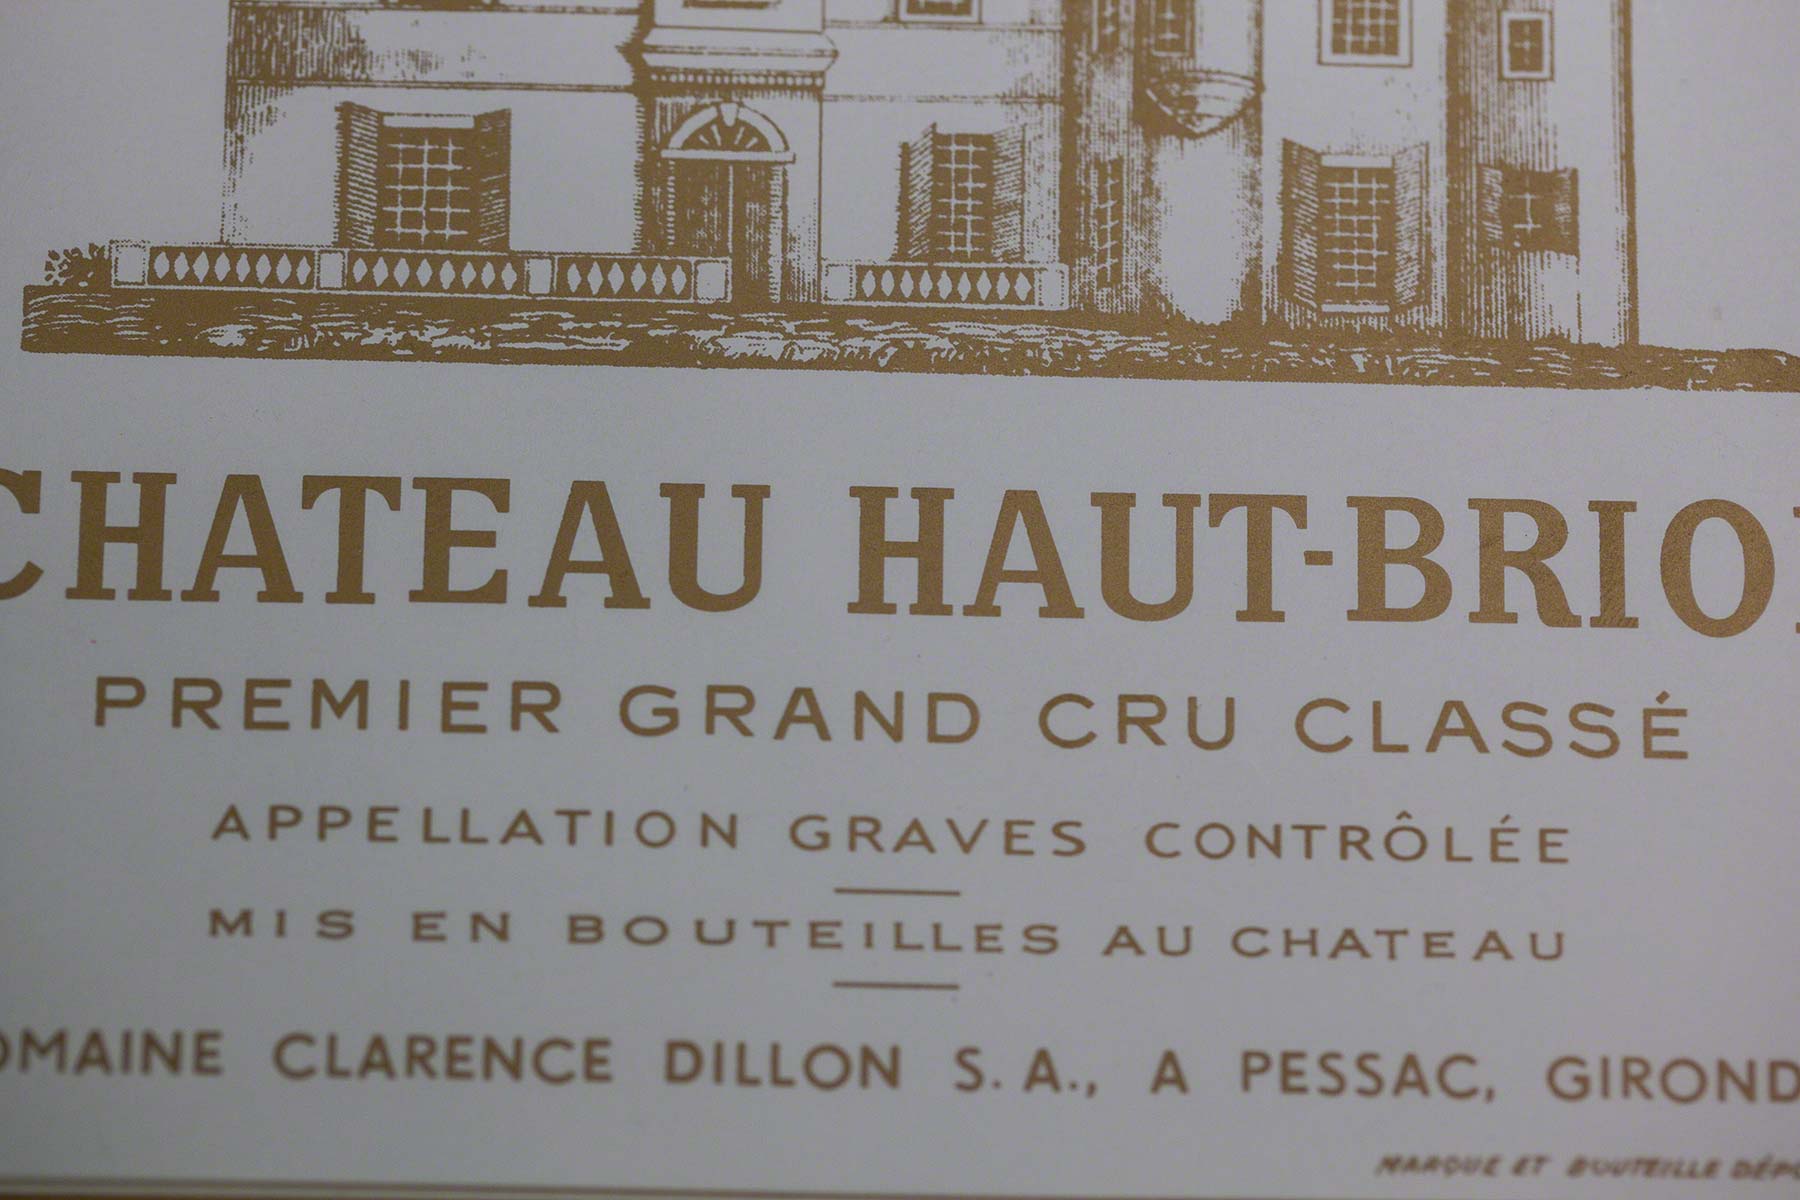 CHATEAU HAUT-BRIO
PREMIER GRAND CRU CLASSÉ
APPELLATION GRAVES CONTRÔLÉE
MIS EN BOUTEILLES AU CHATEAU
OMAINE CLARENCE DILLON S.A., A PESSAC, GIROND
MARQUE ET BOUTEILLE DÉPO